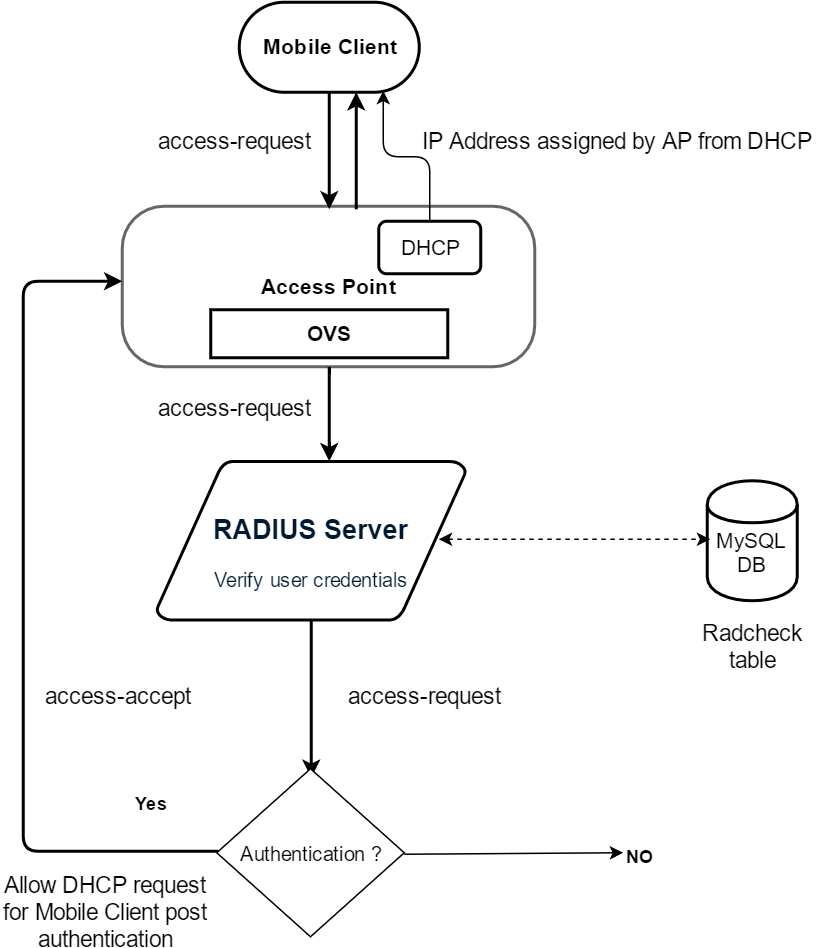 Mobile Client
access-request
IP Address assigned by AP from DHCP
DHCP
Access Point
OVS
access-request
RADIUS Server
Verify user credentials
MySQL
DB
Radcheck
table
access-accept
access-request
Yes
Authentication ?
NO
Allow DHCP request
for Mobile Client post
authentication